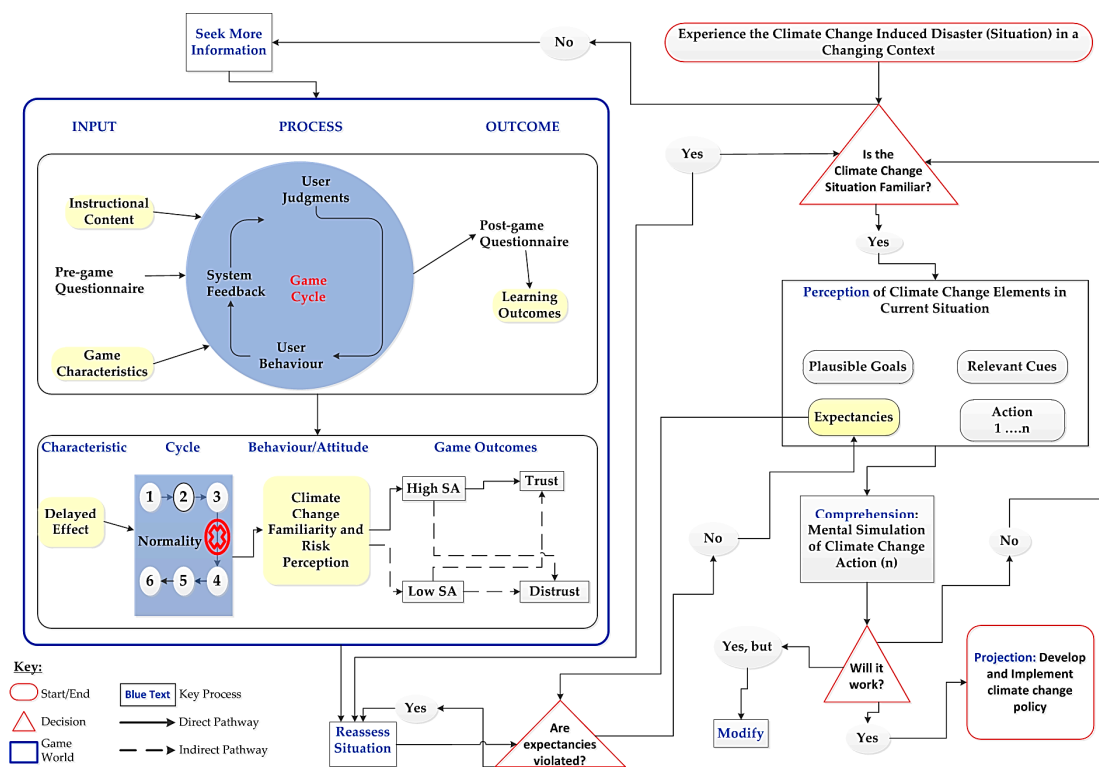 Seek More
Information
No
Experience the Climate Change Induced Disaster (Situation) in a
Changing Context
INPUT
PROCESS
OUTCOME
Yes
Is the
Climate Change
Situation Familiar?
Instructional
Content
User
Judgments
Post-game
Questionnaire
Pre-game
Questionnaire
System
Feedback
Game
Cycle
Learning
Outcomes
Game
Characteristics
User
Behaviour
Yes
Perception of Climate Change Elements in
Current Situation
Plausible Goals
Relevant Cues
Expectancies
Action
1 ....n
Characteristic
Cycle
Behaviour/Attitude
Game Outcomes
Delayed
Effect
1
2
3
Normality
6
5
4
Climate
Change
Familiarity and
Risk
Perception
High SA
Trust
Low SA
Distrust
No
Comprehension:
Mental Simulation
of Climate Change
Action (n)
No
Yes, but
Will it
work?
Projection: Develop
and Implement
climate change
policy
Modify
Yes
Key:
Start/End
Decision
Game
World
Blue Text
Key Process
Direct Pathway
Indirect Pathway
Reassess
Situation
Yes
Are
expectancies
violated?